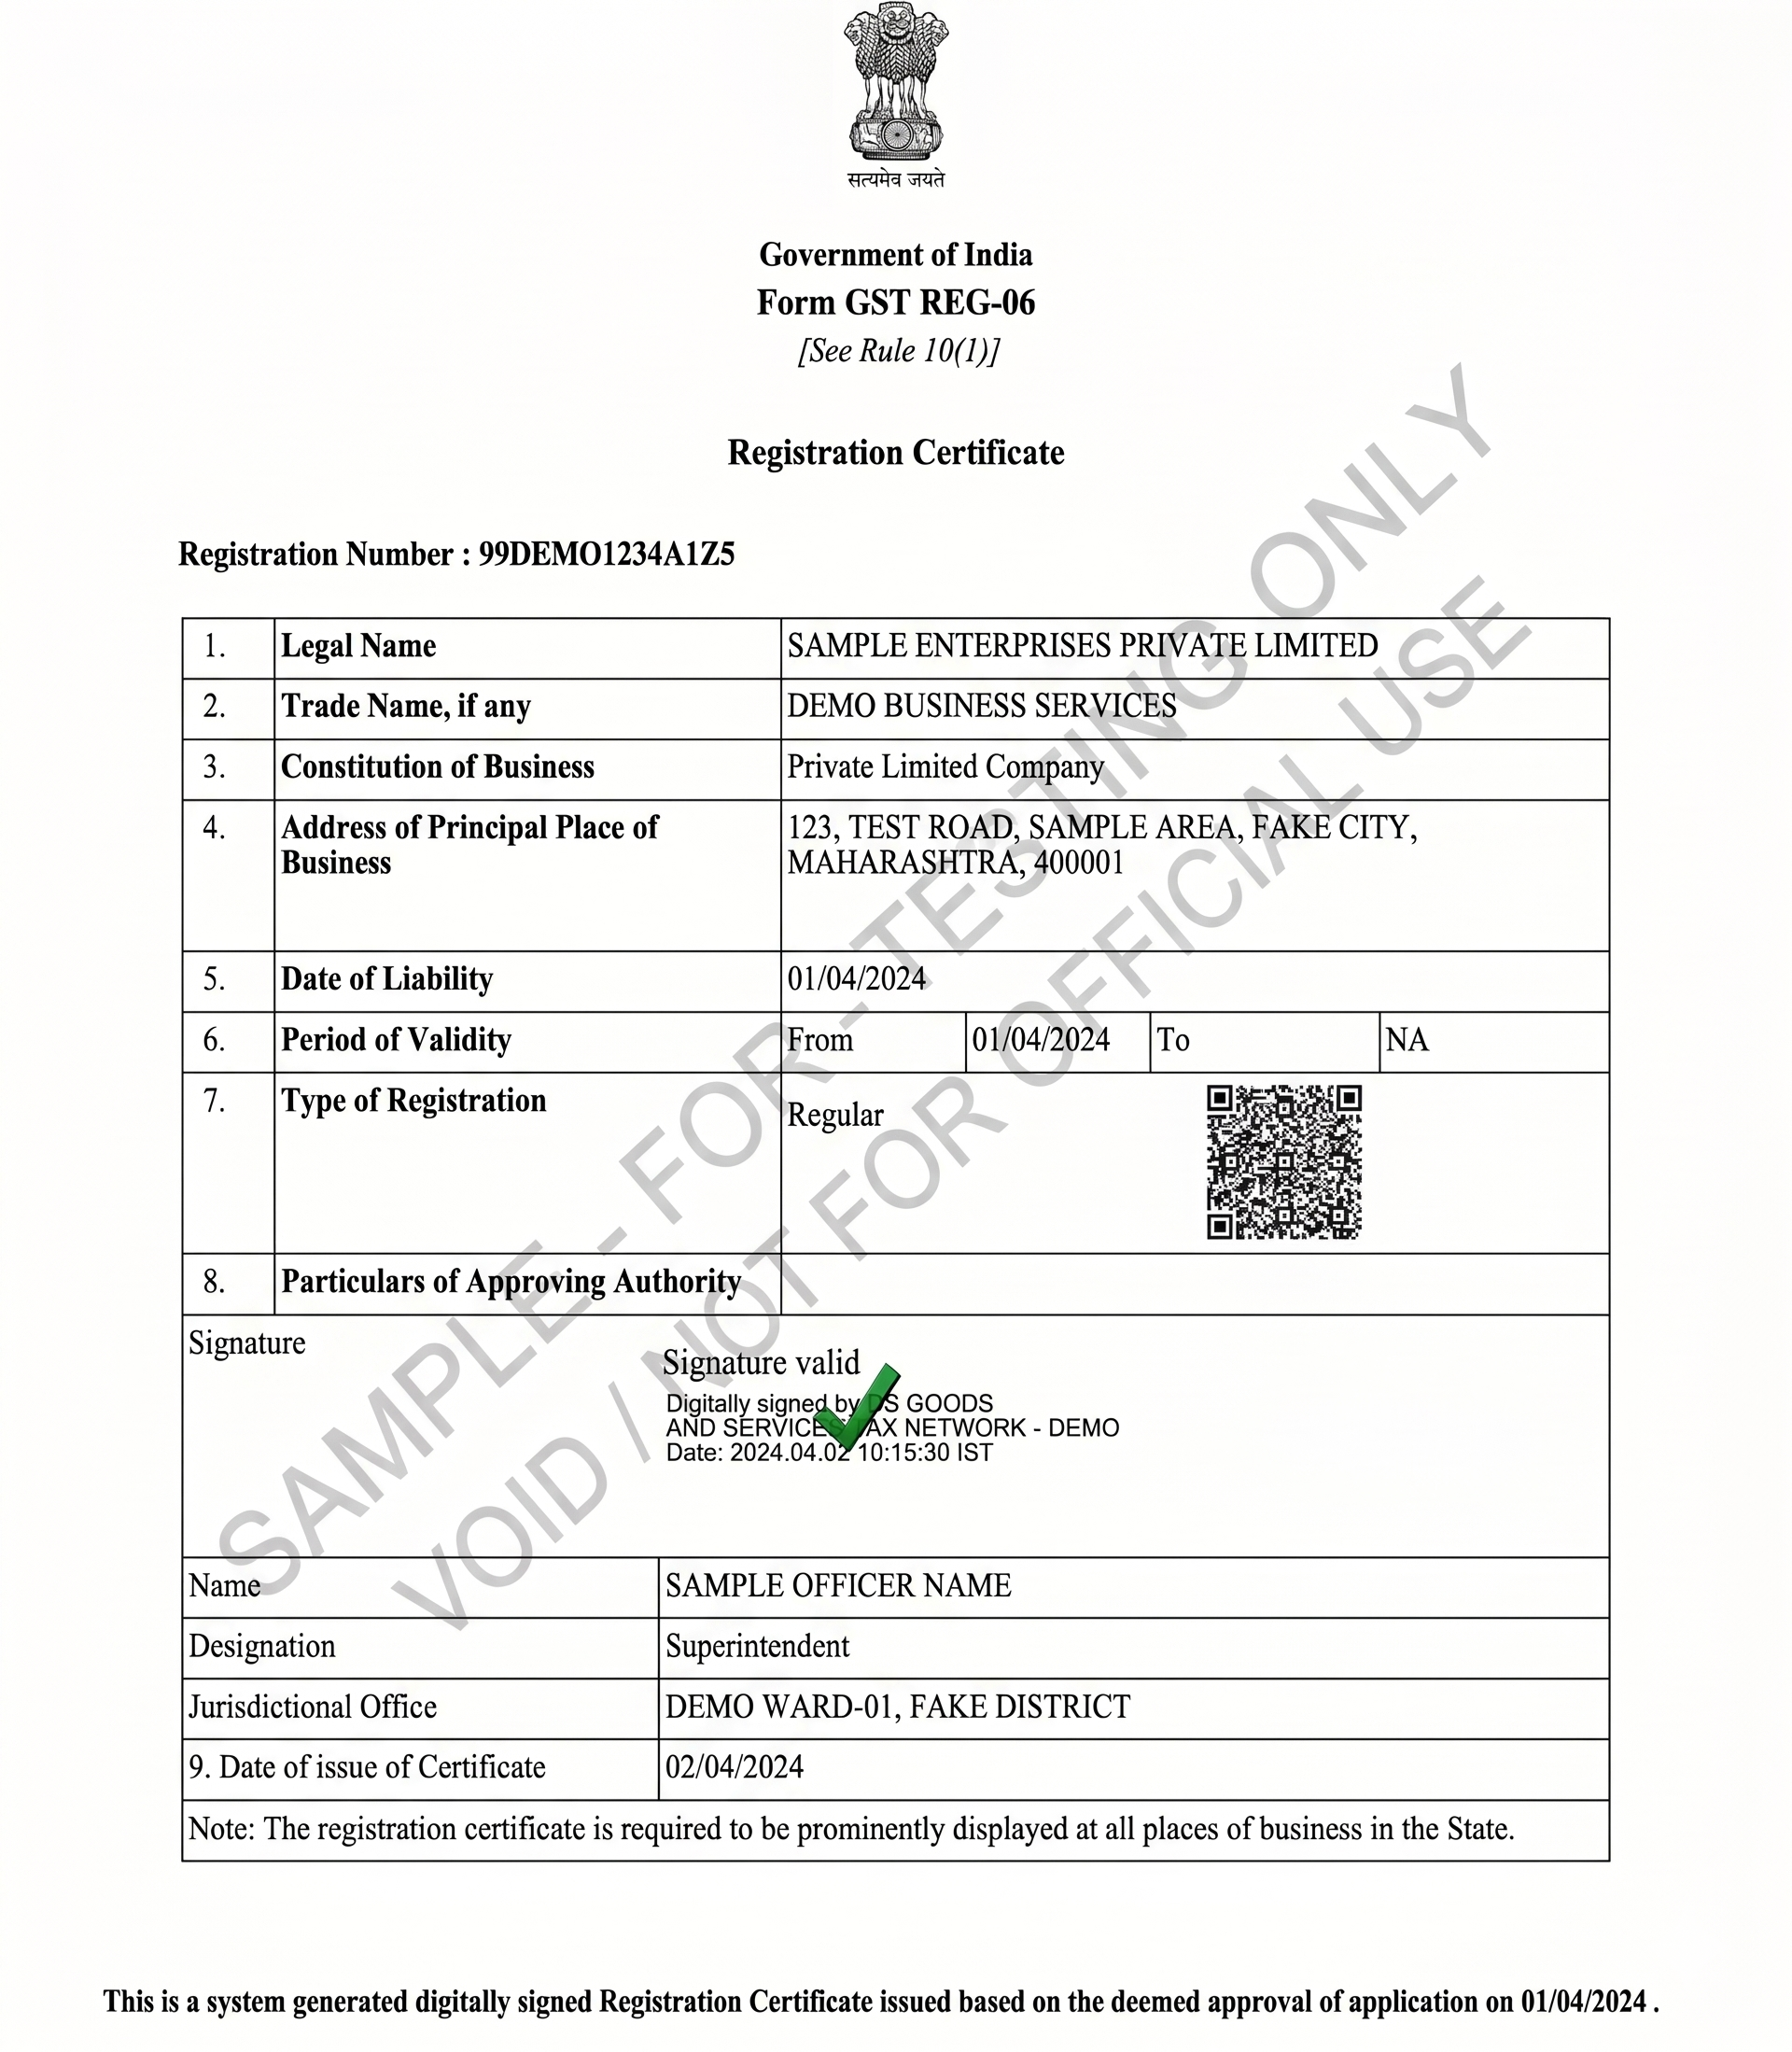 सत्यमेव जयते
Government of India
Form GST REG-06
[See Rule 10(1)]
Registration Certificate
Registration Number : 99DEMO1234A1Z5
1. Legal Name SAMPLE ENTERPRISES PRIVATE LIMITED
2. Trade Name, if any DEMO BUSINESS SERVICES
3. Constitution of Business Private Limited Company
4. Address of Principal Place of
Business
123, TEST ROAD, SAMPLE AREA, FAKE CITY,
MAHARASHTRA, 400001
5. Date of Liability 01/04/2024
6. Period of Validity From 01/04/2024 To NA
7. Type of Registration Regular
8. Particulars of Approving Authority
Signature
Signature valid
Digitally signed by DS GOODS
AND SERVICES TAX NETWORK - DEMO
Date: 2024.04.02 10:15:30 IST
Name SAMPLE OFFICER NAME
Designation Superintendent
Jurisdictional Office DEMO WARD-01, FAKE DISTRICT
9. Date of issue of Certificate 02/04/2024
Note: The registration certificate is required to be prominently displayed at all places of business in the State.
This is a system generated digitally signed Registration Certificate issued based on the deemed approval of application on 01/04/2024 .
SAMPLE - FOR - TESTING ONLY
VOID / NOT FOR OFFICIAL USE